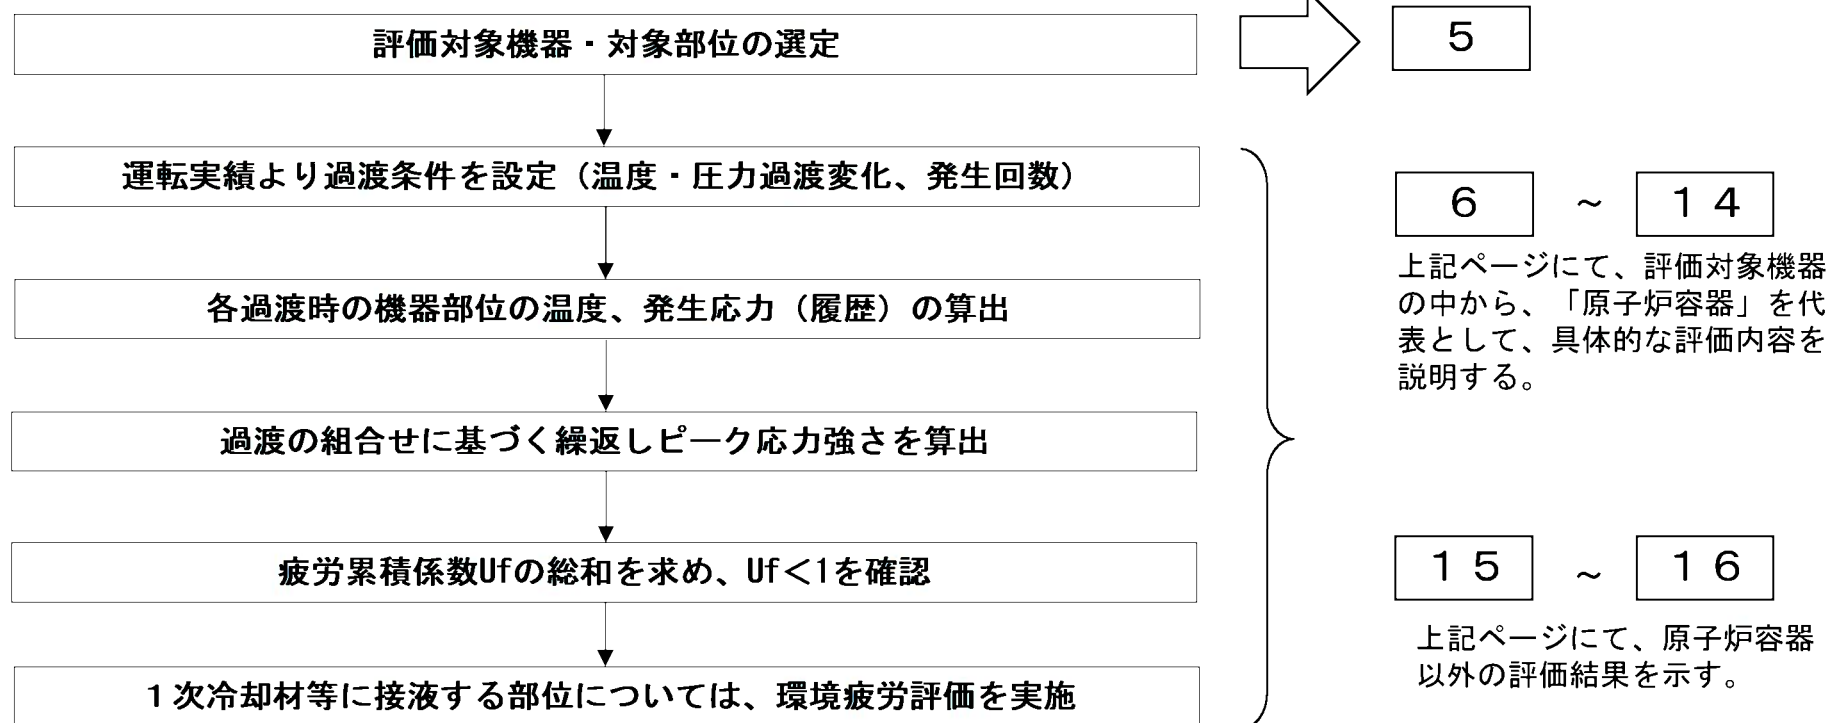 評価対象機器・対象部位の選定
5
運転実績より過渡条件を設定（温度・圧力過渡変化、発生回数）
6 ～ 14
各過渡時の機器部位の温度、発生応力（履歴）の算出
上記ページにて、評価対象機器
の中から、「原子炉容器」を代
表として、具体的な評価内容を
説明する。
過渡の組合せに基づく繰返しピーク応力強さを算出
疲労累積係数Ufの総和を求め、Uf＜1を確認
15 ～ 16
上記ページにて、原子炉容器
以外の評価結果を示す。
１次冷却材等に接液する部位については、環境疲労評価を実施